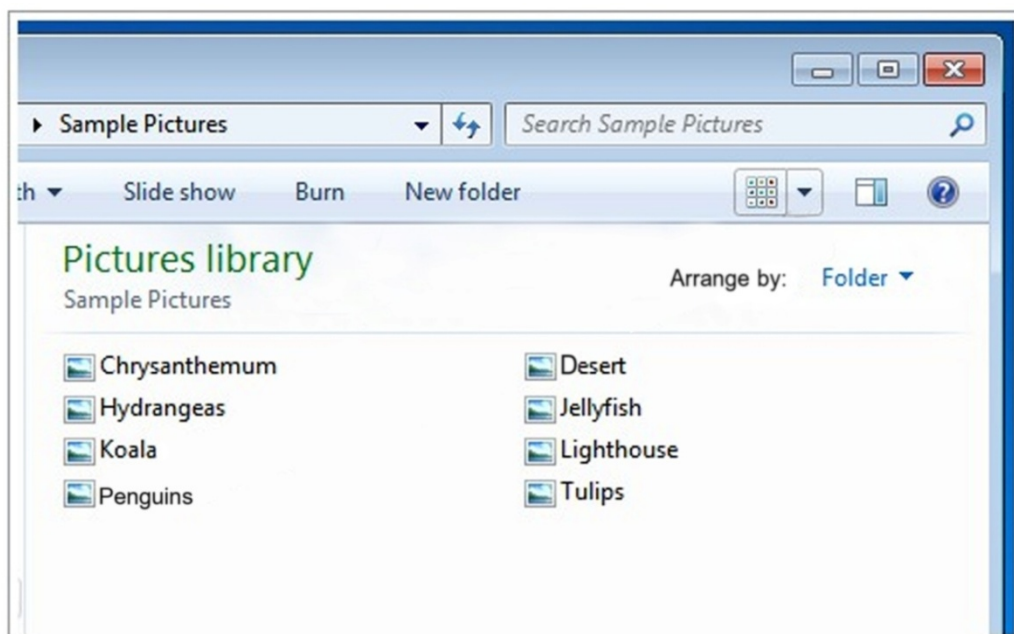 Sample Pictures
Search Sample Pictures
th Slide show Burn New folder
Pictures library
Sample Pictures
Arrange by: Folder
Chrysanthemum Desert
Hydrangeas Jellyfish
Koala Lighthouse
Penguins Tulips